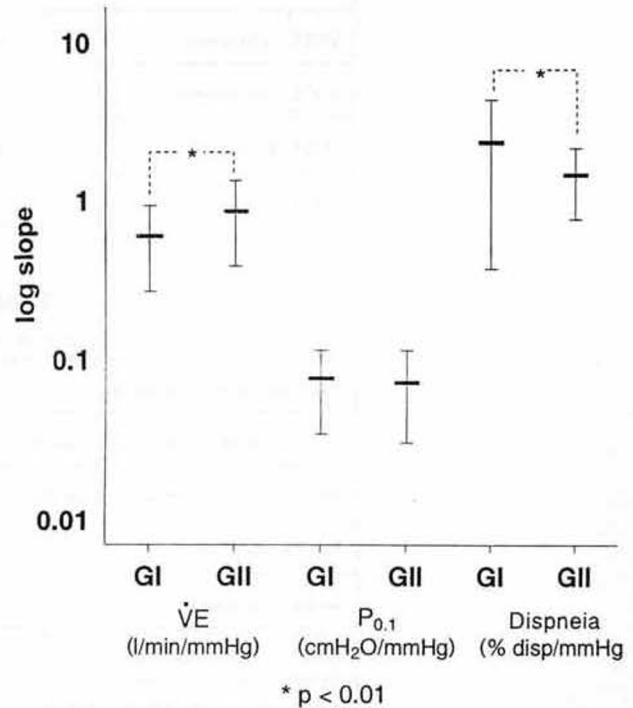 10
1
0.1
0.01
log slope
*
*
GI GII GI GII GI GII
V̇E P0.1 Dispneia
(l/min/mmHg) (cmH2O/mmHg) (% disp/mmHg
* p < 0.01